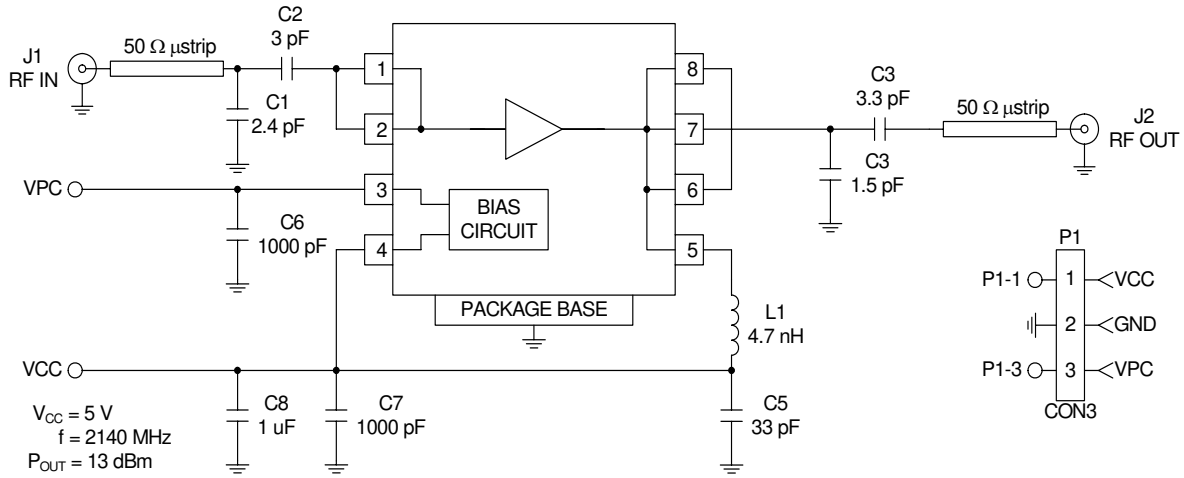 J1
RF IN
50 Ω µstrip
C2
3 pF
C1
2.4 pF
VPC
C6
1000 pF
1
2
3
4
BIAS
CIRCUIT
8
7
6
5
PACKAGE BASE
C3
3.3 pF
C3
1.5 pF
50 Ω µstrip
J2
RF OUT
L1
4.7 nH
VCC
C8
1 uF
C7
1000 pF
C5
33 pF
VCC = 5 V
f = 2140 MHz
POUT = 13 dBm
P1
P1-1 1 VCC
2 GND
P1-3 3 VPC
CON3